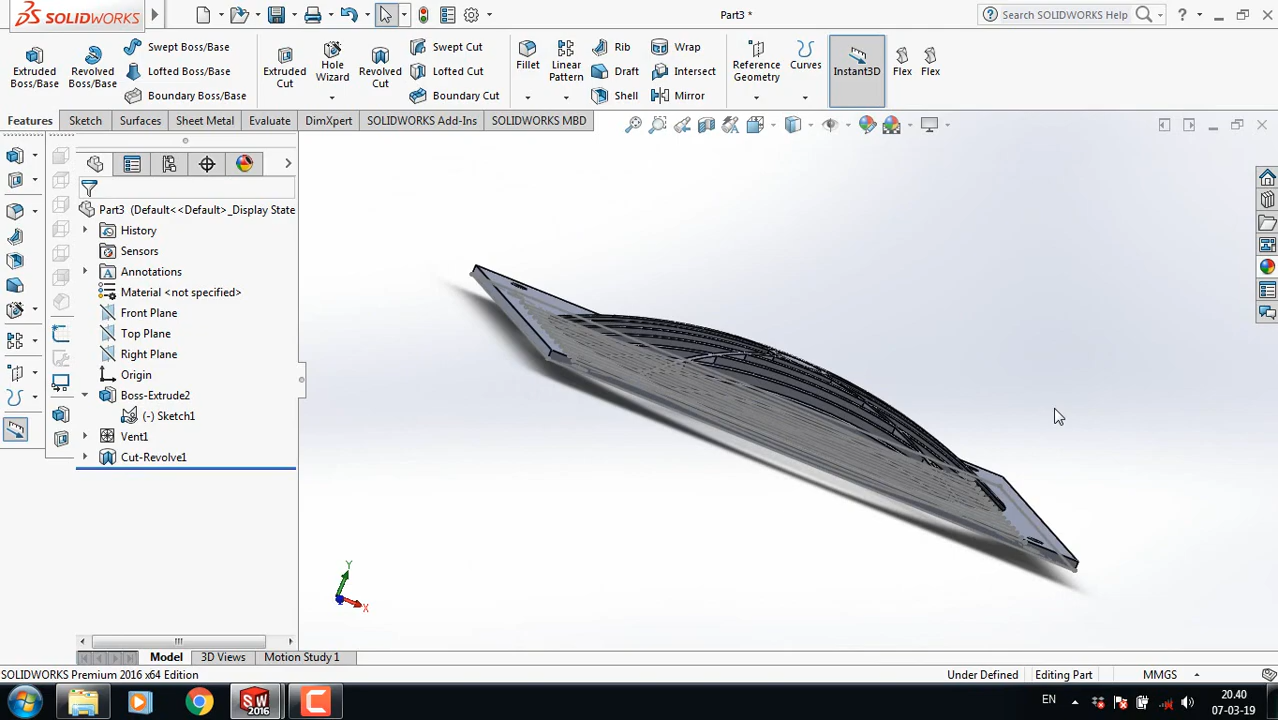 SOLIDWORKS
Part3 *
Search SOLIDWORKS Help
Extruded Boss/Base
Revolved Boss/Base
Swept Boss/Base
Lofted Boss/Base
Boundary Boss/Base
Extruded Cut
Hole Wizard
Revolved Cut
Swept Cut
Lofted Cut
Boundary Cut
Fillet
Linear Pattern
Rib
Draft
Shell
Wrap
Intersect
Mirror
Reference Geometry
Curves
Instant3D
Flex
Flex
Features Sketch Surfaces Sheet Metal Evaluate DimXpert SOLIDWORKS Add-Ins SOLIDWORKS MBD
Part3 (Default<<Default>_Display State
History
Sensors
Annotations
Material <not specified>
Front Plane
Top Plane
Right Plane
Origin
Boss-Extrude2
(-) Sketch1
Vent1
Cut-Revolve1
Y
X
Model 3D Views Motion Study 1
SOLIDWORKS Premium 2016 x64 Edition
Under Defined Editing Part MMGS
SW 2016
EN
20.40
07-03-19